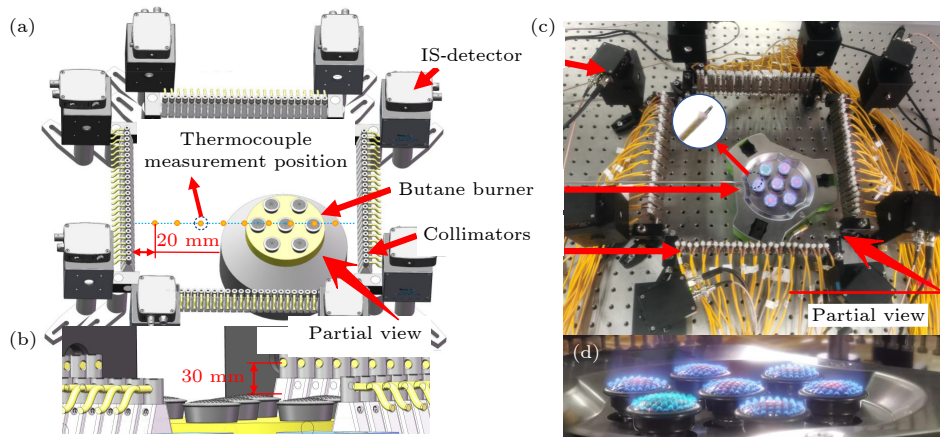 (a)
IS-detector
Thermocouple
measurement position
Butane burner
20 mm
Collimators
Partial view
(b)
30 mm
(c)
Partial view
(d)